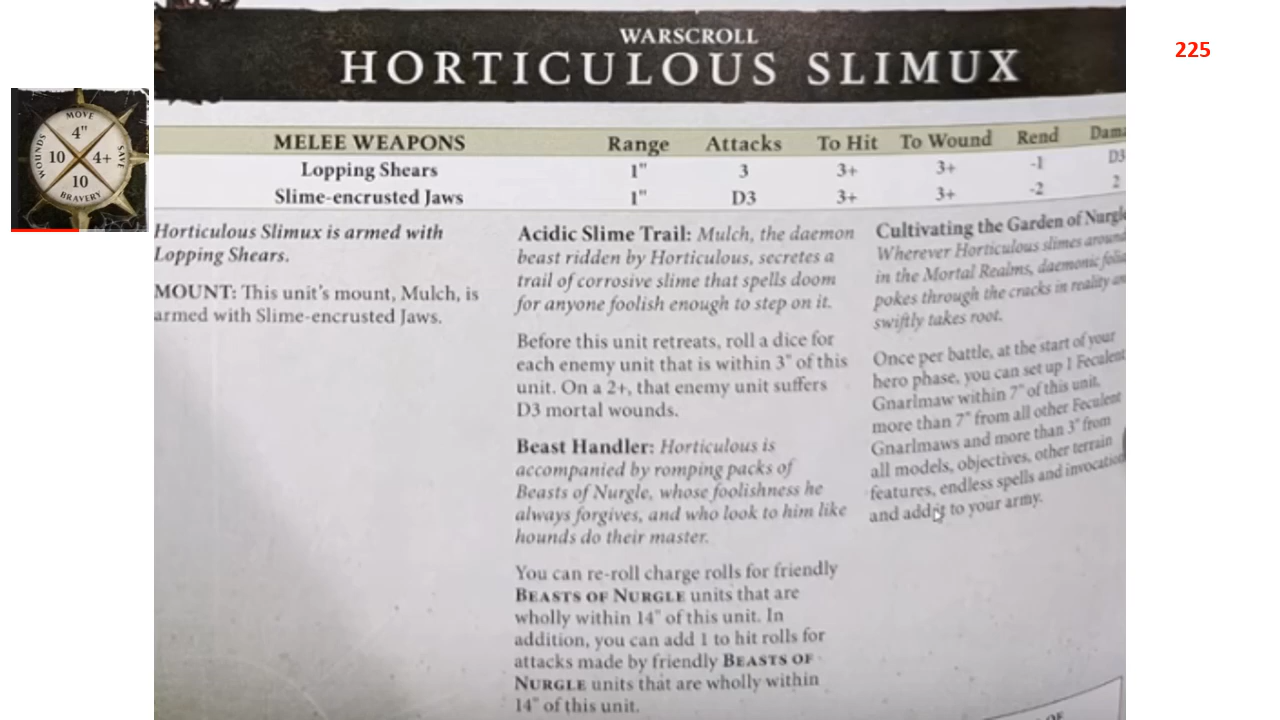 225
WARSCROLL
HORTICULOUS SLIMUX
MOVE
4"
WOUNDS 10 4+ SAVE
10
BRAVERY
MELEE WEAPONS Range Attacks To Hit To Wound Rend
Lopping Shears 1" 3 3+ 3+ -1 D3
Slime-encrusted Jaws 1" D3 3+ 3+ -2 2
Horticulous Slimux is armed with
Lopping Shears.
MOUNT: This unit's mount, Mulch, is
armed with Slime-encrusted Jaws.
Acidic Slime Trail: Mulch, the daemon
beast ridden by Horticulous, secretes a
trail of corrosive slime that spells doom
for anyone foolish enough to step on it.
Before this unit retreats, roll a dice for
each enemy unit that is within 3" of this
unit. On a 2+, that enemy unit suffers
D3 mortal wounds.
Beast Handler: Horticulous is
accompanied by romping packs of
Beasts of Nurgle, whose foolishness he
always forgives, and who look to him like
hounds do their master.
You can re-roll charge rolls for friendly
BEASTS OF NURGLE units that are
wholly within 14" of this unit. In
addition, you can add 1 to hit rolls for
attacks made by friendly BEASTS OF
NURGLE units that are wholly within
14" of this unit.
Cultivating the Garden of Nurgle
Wherever Horticulous slimes around
in the Mortal Realms, daemonic
pokes through the cracks in reality
swiftly takes root.
Once per battle, at the start of your
hero phase, you can set up 1 Feculent
Gnarlmaw within 7" of this unit,
more than 7" from all other Feculent
Gnarlmaws and more than 3" from
all models, objectives, other terrain
features, endless spells and
and add it to your army.
OF